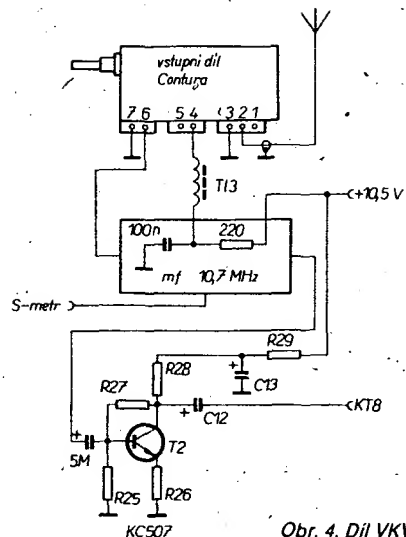 vstupni díl
Contura
7 6 5 4 3 2 1
Tl3
+10,5 V
100n
220
mf 10,7 MHz
S-metr
R29
R28
C13
R27
C12
KT8
5M
T2
R25
R26
KC507
Obr. 4. Díl VKV